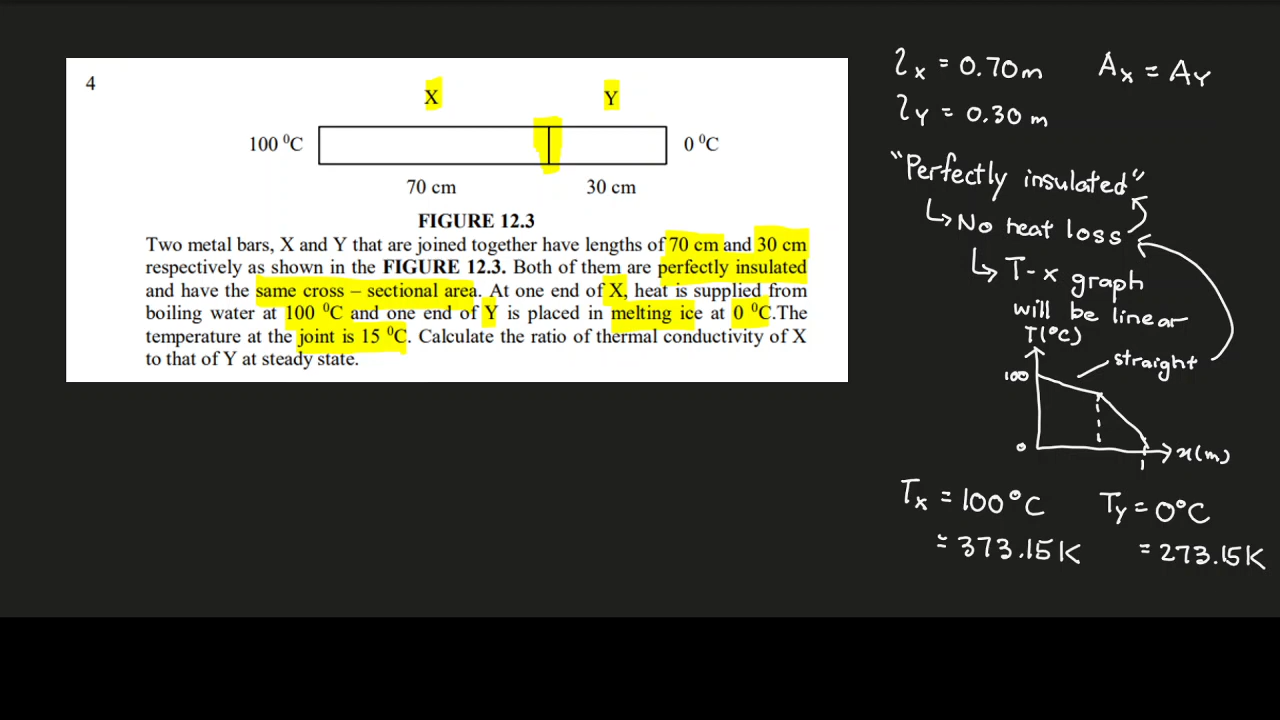 4
X Y
100 ⁰C 0 ⁰C
70 cm 30 cm
FIGURE 12.3
Two metal bars, X and Y that are joined together have lengths of 70 cm and 30 cm
respectively as shown in the FIGURE 12.3. Both of them are perfectly insulated
and have the same cross – sectional area. At one end of X, heat is supplied from
boiling water at 100 ⁰C and one end of Y is placed in melting ice at 0 ⁰C.The
temperature at the joint is 15 ⁰C. Calculate the ratio of thermal conductivity of X
to that of Y at steady state.
lx = 0.70m Ax = Ay
ly = 0.30 m
"Perfectly insulated"
↳ No heat loss
↳ T-x graph
will be linear
T(°C)
straight
100
0
x(m)
1
Tx = 100°C Ty = 0°C
= 373.15K = 273.15K